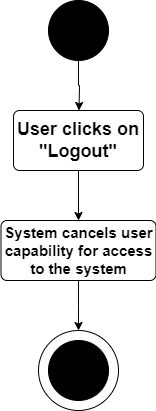 User clicks on
"Logout"
System cancels user
capability for access
to the system